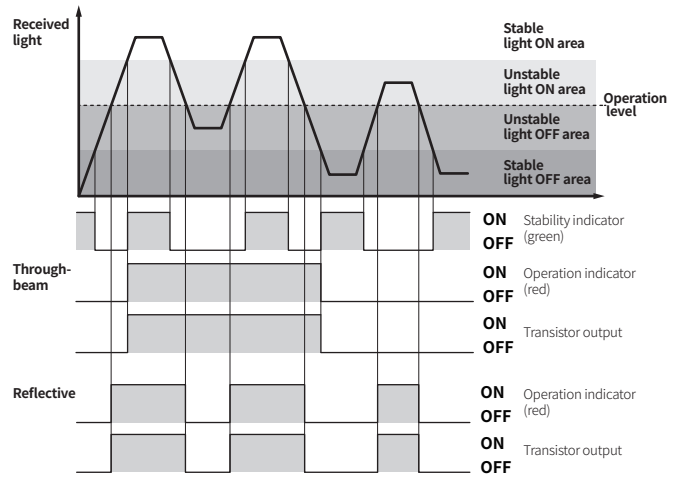 Received
light
Stable
light ON area
Unstable
light ON area
Operation
level
Unstable
light OFF area
Stable
light OFF area
ON
OFF
Stability indicator
(green)
Through-
beam
ON
OFF
Operation indicator
(red)
ON
OFF
Transistor output
Reflective
ON
OFF
Operation indicator
(red)
ON
OFF
Transistor output